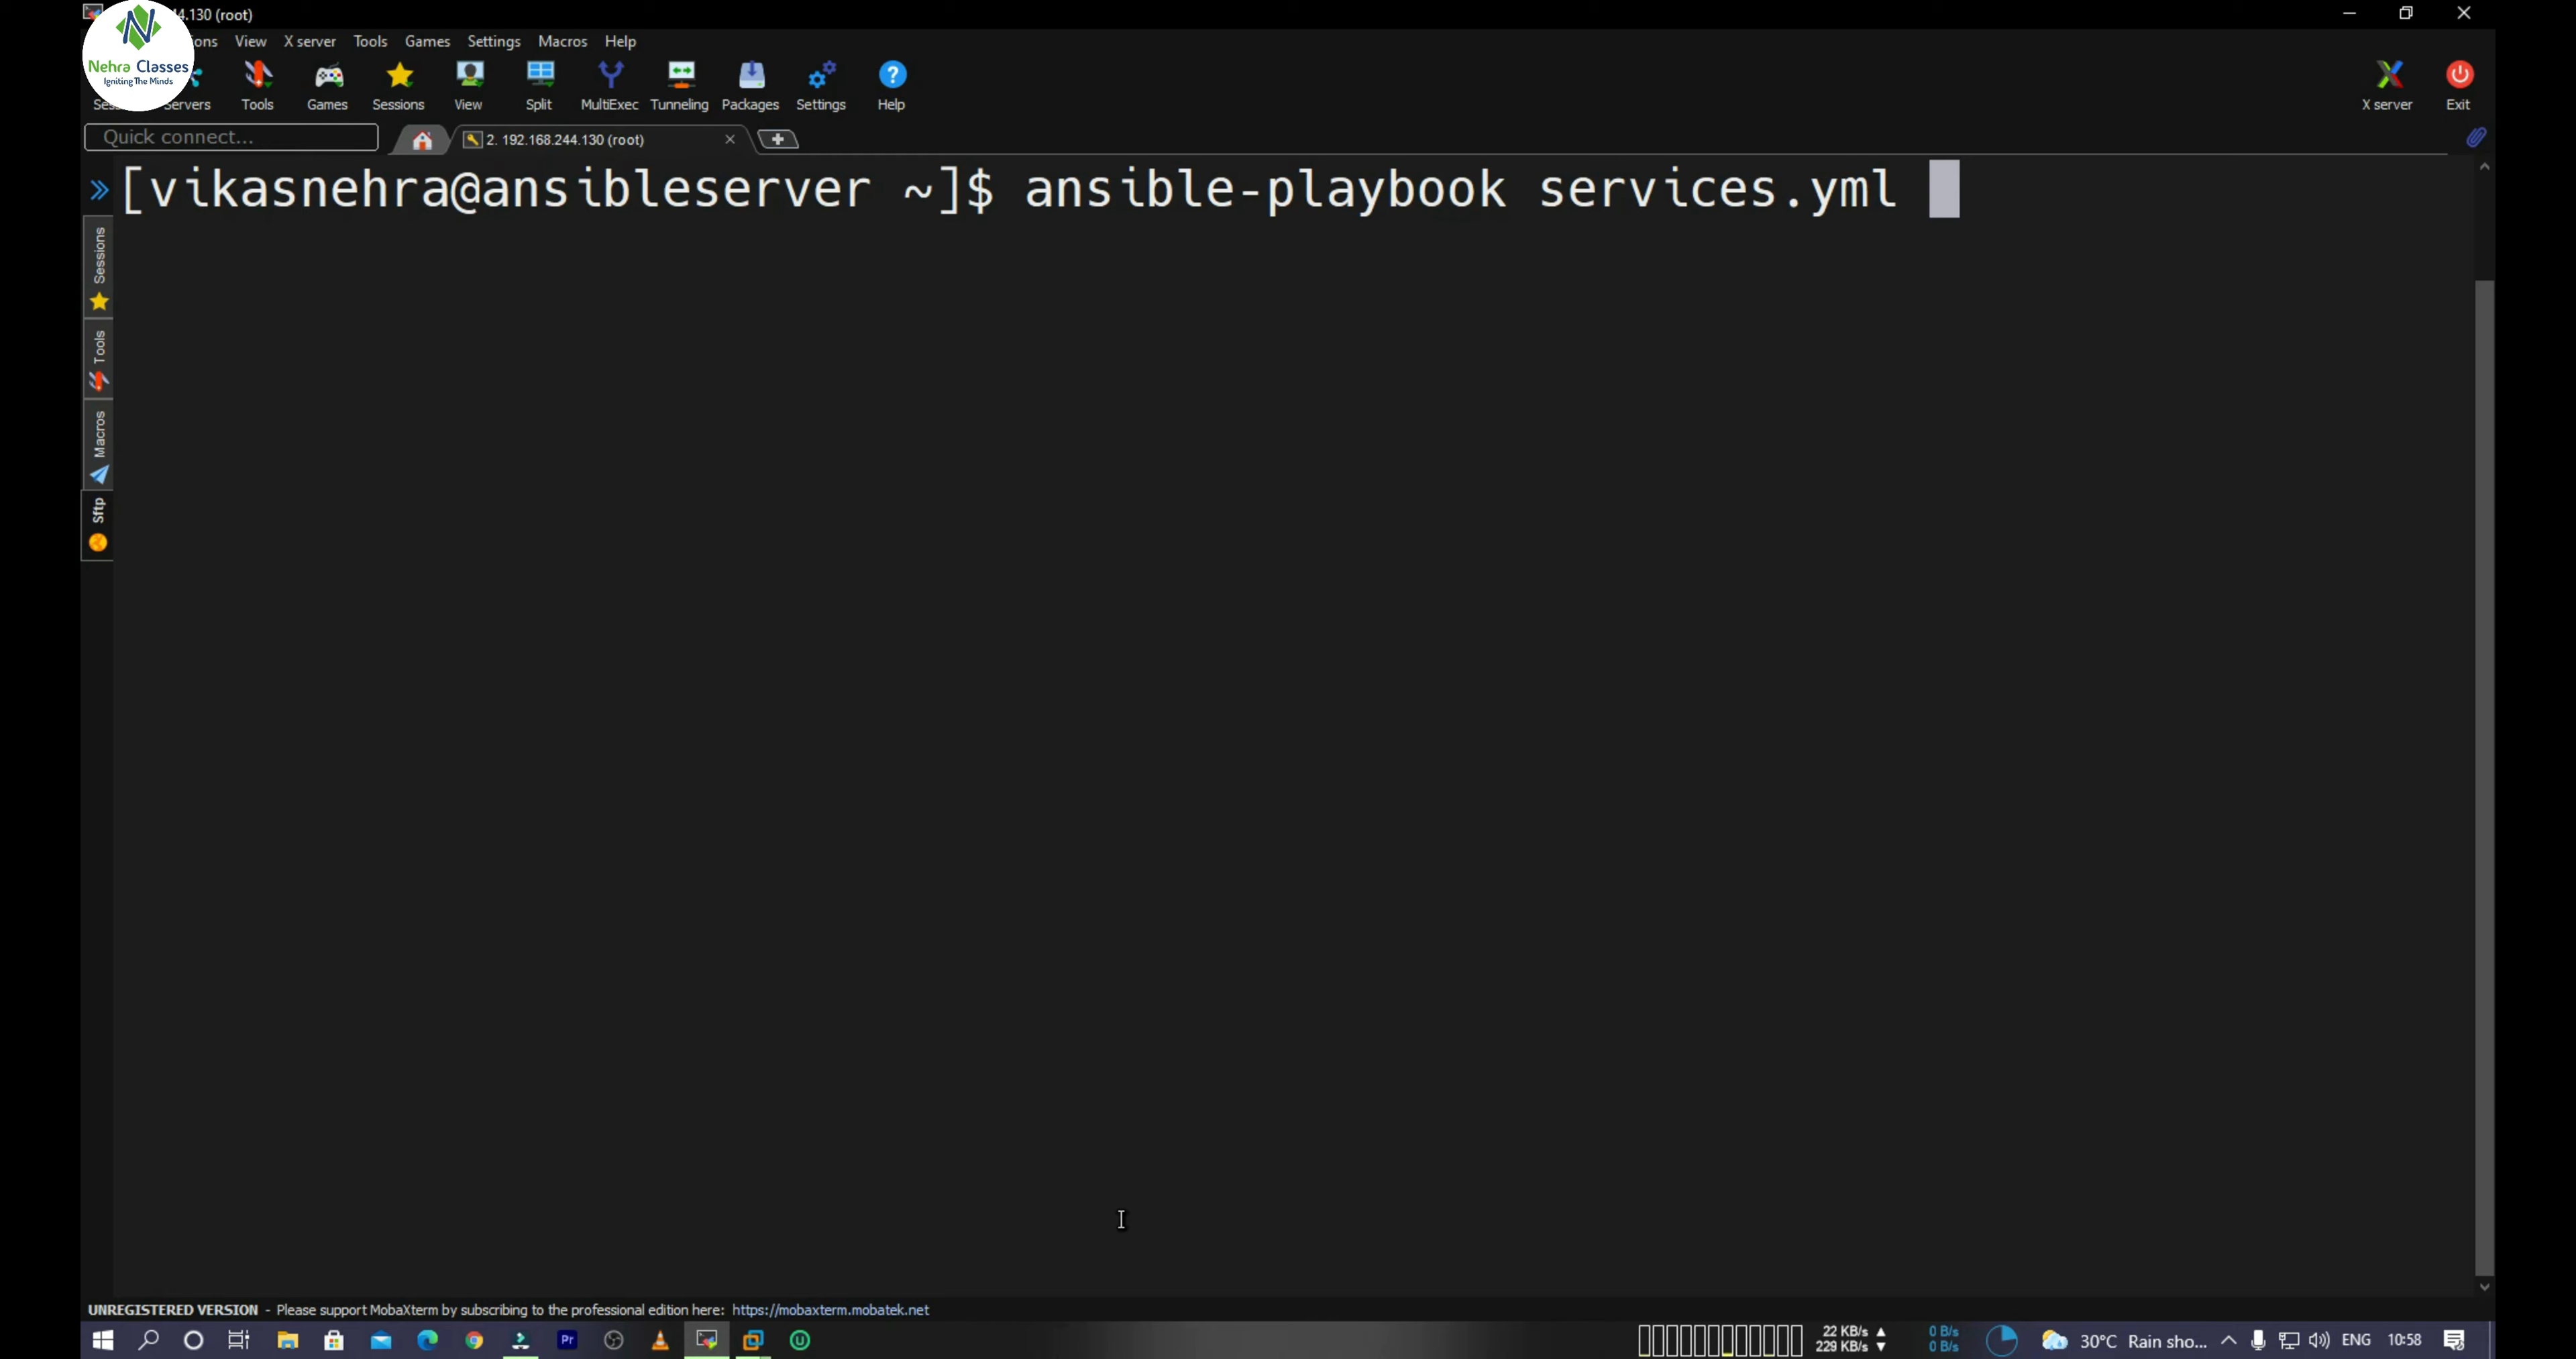 44.130 (root)
View X server Tools Games Settings Macros Help
Nehra Classes
Igniting The Minds
Servers Tools Games Sessions View Split MultiExec Tunneling Packages Settings Help X server Exit
Quick connect... 2. 192.168.244.130 (root)
[vikasnehra@ansibleserver ~]$ ansible-playbook services.yml
Sessions
Tools
Macros
Sftp
UNREGISTERED VERSION - Please support MobaXterm by subscribing to the professional edition here: https://mobaxterm.mobatek.net
22 KB/s 0 B/s
229 KB/s 0 B/s
Pr 30°C Rain sho... ENG 10:58